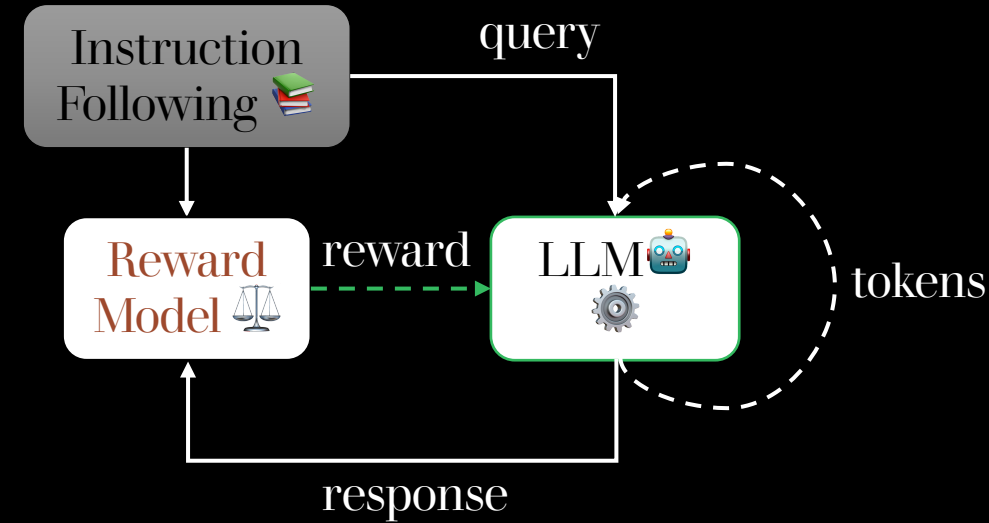 Instruction
Following
query
Reward
Model
reward
LLM
tokens
response